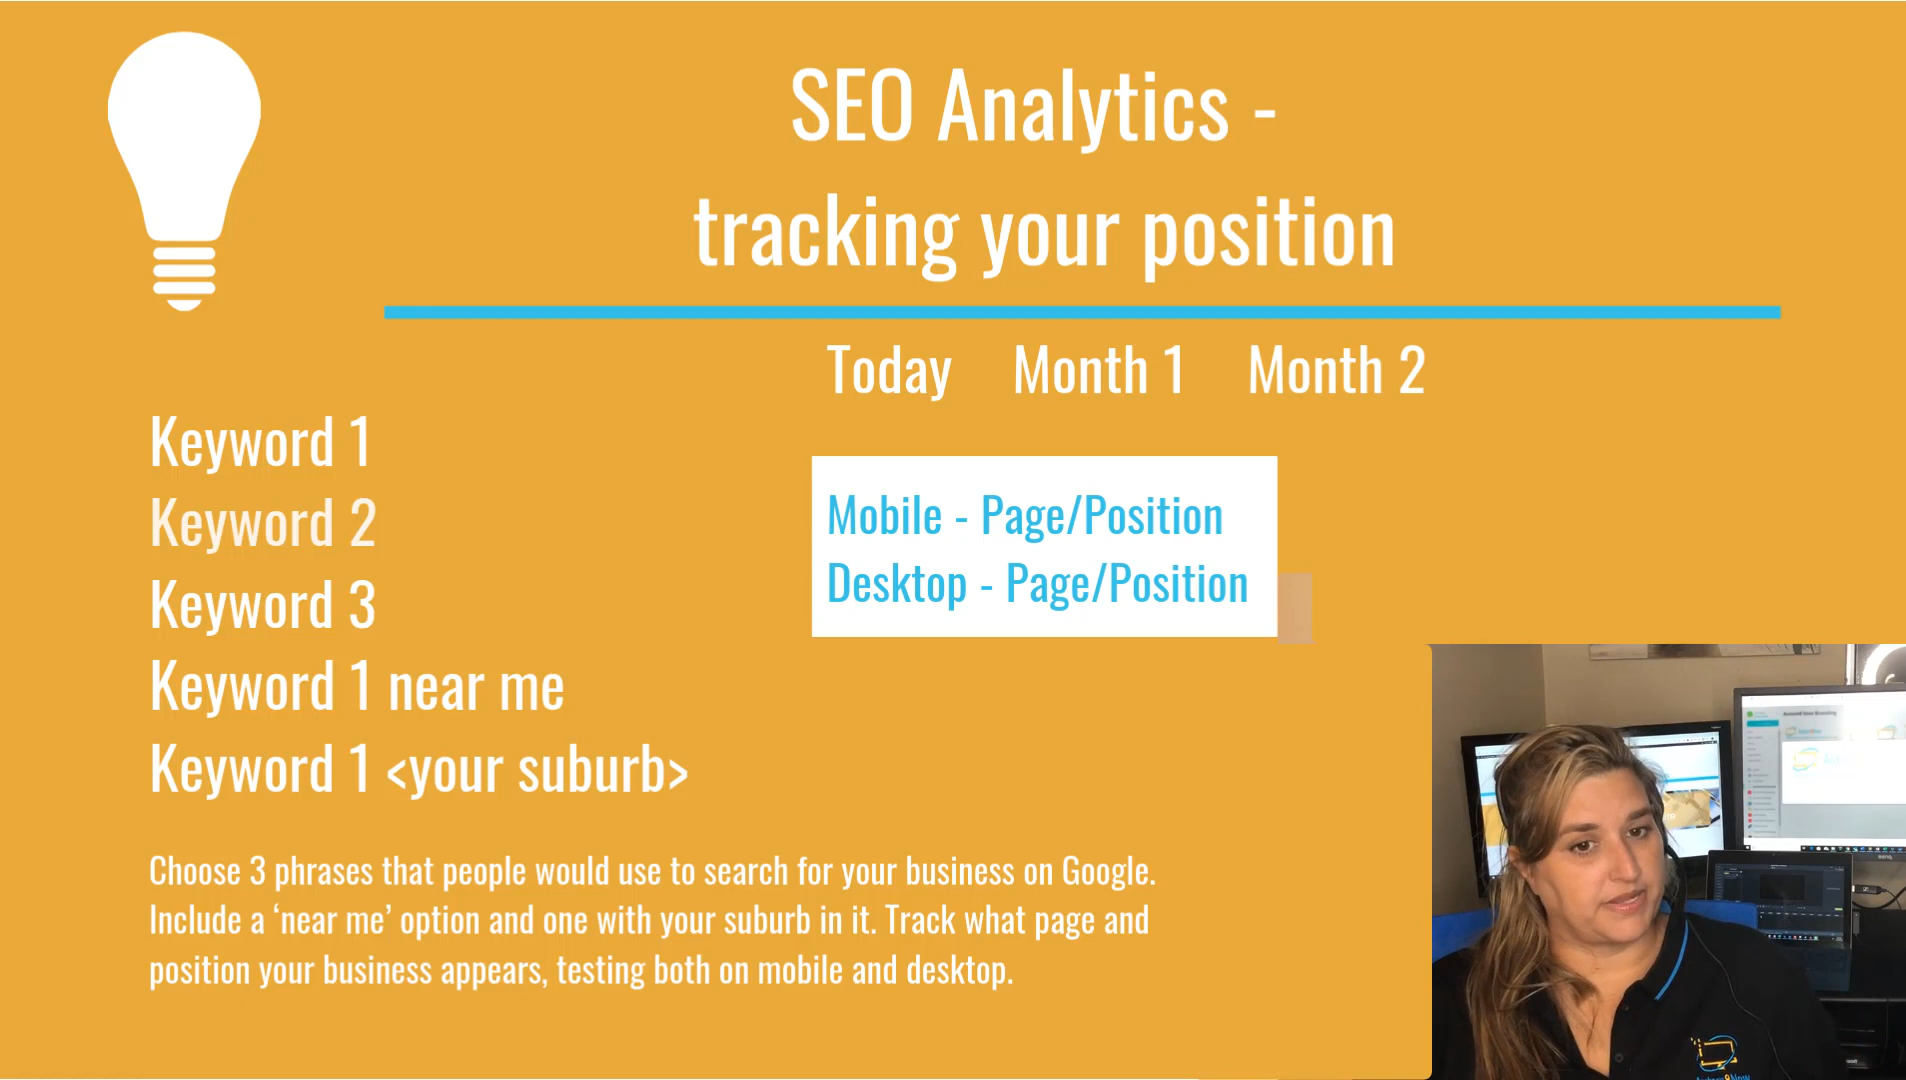 SEO Analytics -
tracking your position
Today Month 1 Month 2
Keyword 1
Keyword 2
Keyword 3
Keyword 1 near me
Keyword 1 <your suburb>
Mobile - Page/Position
Desktop - Page/Position
Choose 3 phrases that people would use to search for your business on Google.
Include a ‘near me’ option and one with your suburb in it. Track what page and
position your business appears, testing both on mobile and desktop.
BenQ